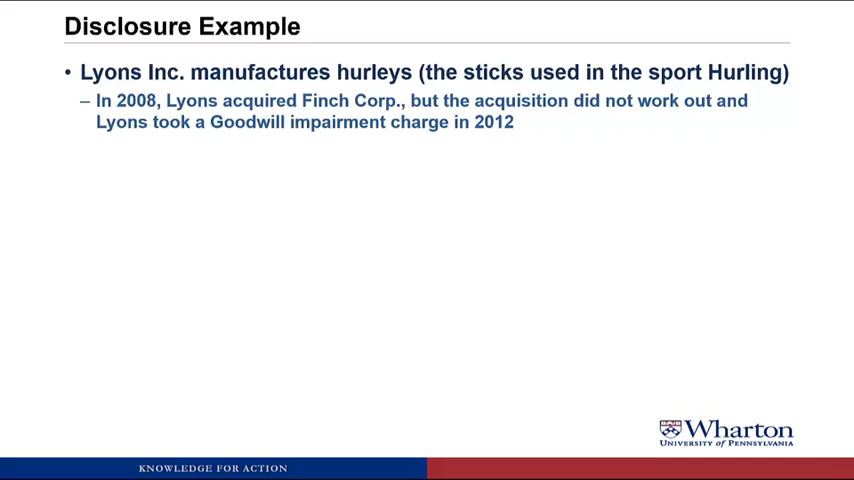 Disclosure Example
• Lyons Inc. manufactures hurleys (the sticks used in the sport Hurling)
– In 2008, Lyons acquired Finch Corp., but the acquisition did not work out and
Lyons took a Goodwill impairment charge in 2012
Wharton
UNIVERSITY of PENNSYLVANIA
KNOWLEDGE FOR ACTION